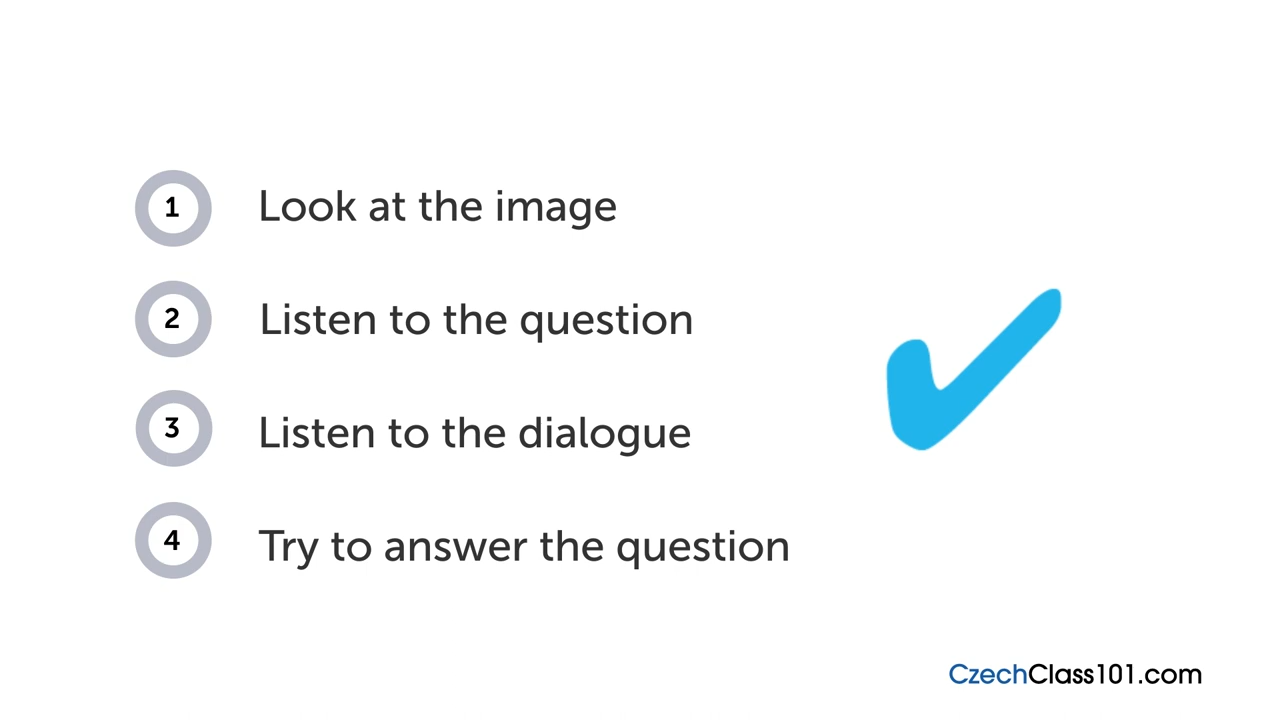 1 Look at the image
2 Listen to the question
3 Listen to the dialogue
4 Try to answer the question
CzechClass101.com